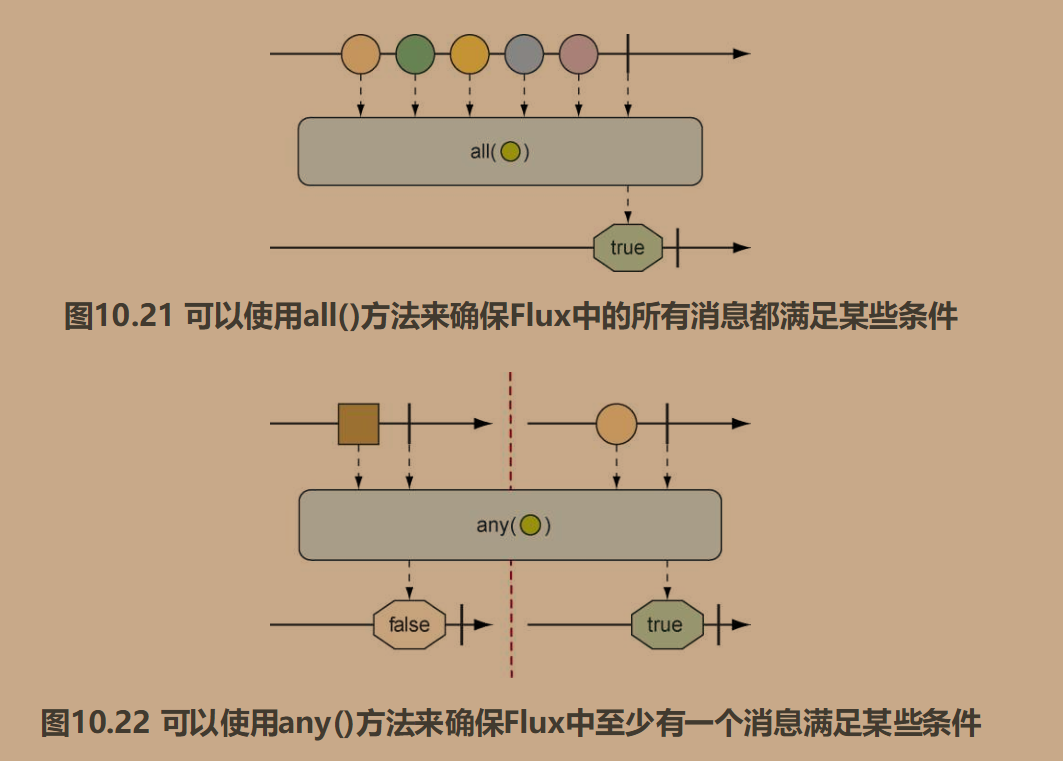 all( )
true
图10.21 可以使用all()方法来确保Flux中的所有消息都满足某些条件
any( )
false
true
图10.22 可以使用any()方法来确保Flux中至少有一个消息满足某些条件